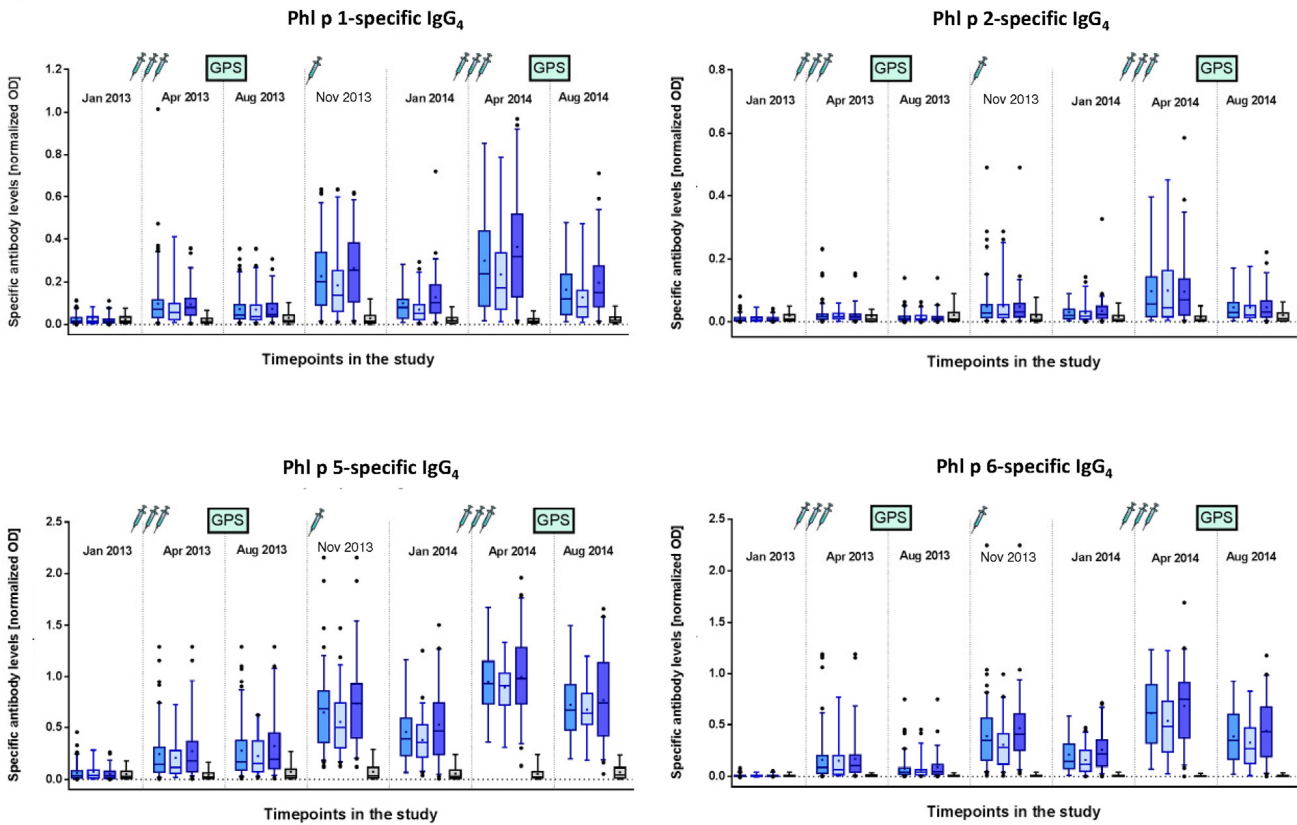 Phl p 1-specific IgG4
GPS
GPS
Jan 2013
Apr 2013
Aug 2013
Nov 2013
Jan 2014
Apr 2014
Aug 2014
Specific antibody levels [normalized OD]
1.2
1.0
0.8
0.6
0.4
0.2
0.0
Timepoints in the study
Phl p 2-specific IgG4
GPS
GPS
Jan 2013
Apr 2013
Aug 2013
Nov 2013
Jan 2014
Apr 2014
Aug 2014
Specific antibody levels [normalized OD]
0.8
0.6
0.4
0.2
0.0
Timepoints in the study
Phl p 5-specific IgG4
GPS
GPS
Jan 2013
Apr 2013
Aug 2013
Nov 2013
Jan 2014
Apr 2014
Aug 2014
Specific antibody levels [normalized OD]
2.5
2.0
1.5
1.0
0.5
0.0
Timepoints in the study
Phl p 6-specific IgG4
GPS
GPS
Jan 2013
Apr 2013
Aug 2013
Nov 2013
Jan 2014
Apr 2014
Aug 2014
Specific antibody levels [normalized OD]
2.5
2.0
1.5
1.0
0.5
0.0
Timepoints in the study